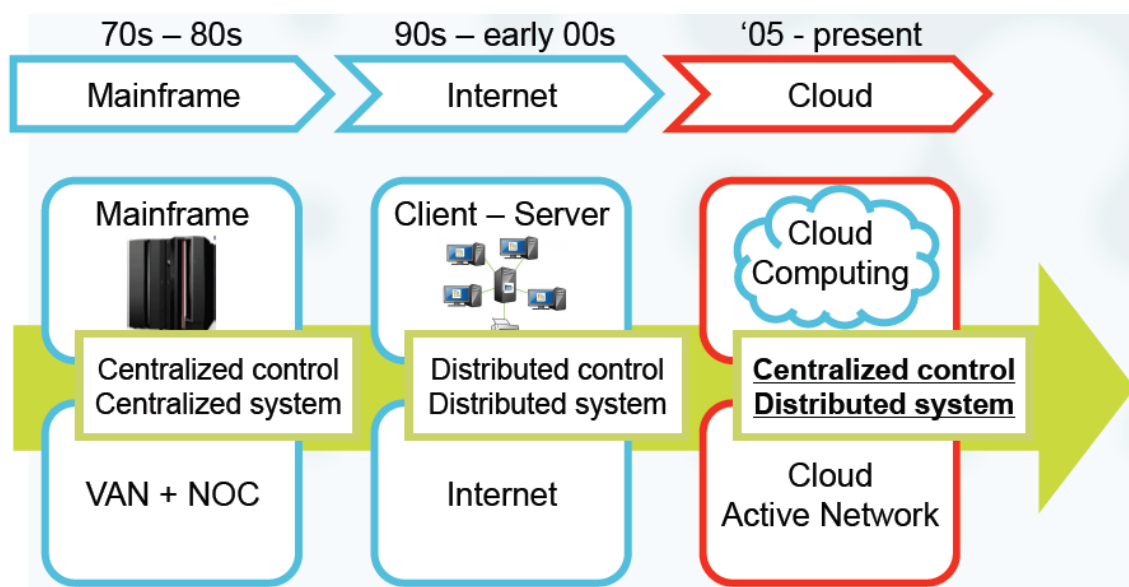 70s – 80s
90s – early 00s
‘05 - present
Mainframe
Internet
Cloud
Mainframe
Client – Server
Cloud
Computing
Centralized control
Centralized system
Distributed control
Distributed system
Centralized control
Distributed system
VAN + NOC
Internet
Cloud
Active Network